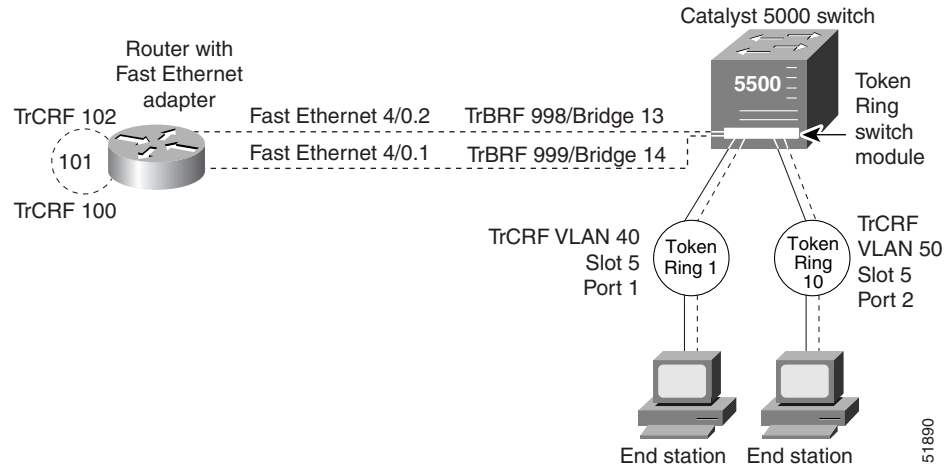 Catalyst 5000 switch
Router with
Fast Ethernet
adapter
5500
Token
Ring
switch
module
TrCRF 102
Fast Ethernet 4/0.2
TrBRF 998/Bridge 13
101
Fast Ethernet 4/0.1
TrBRF 999/Bridge 14
TrCRF 100
TrCRF VLAN 40
Slot 5
Port 1
Token
Ring 1
Token
Ring
10
TrCRF
VLAN 50
Slot 5
Port 2
End station
End station
51890